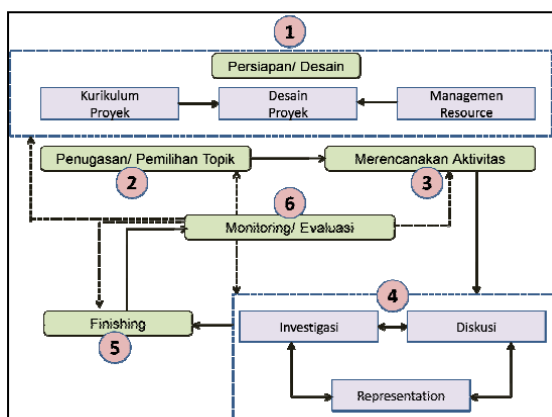 1
Persiapan/ Desain
Kurikulum
Proyek
Desain
Proyek
Managemen
Resource
Penugasan/ Pemilihan Topik
2
Merencanakan Aktivitas
3
6
Monitoring/ Evaluasi
4
Investigasi
Diskusi
Representation
Finishing
5